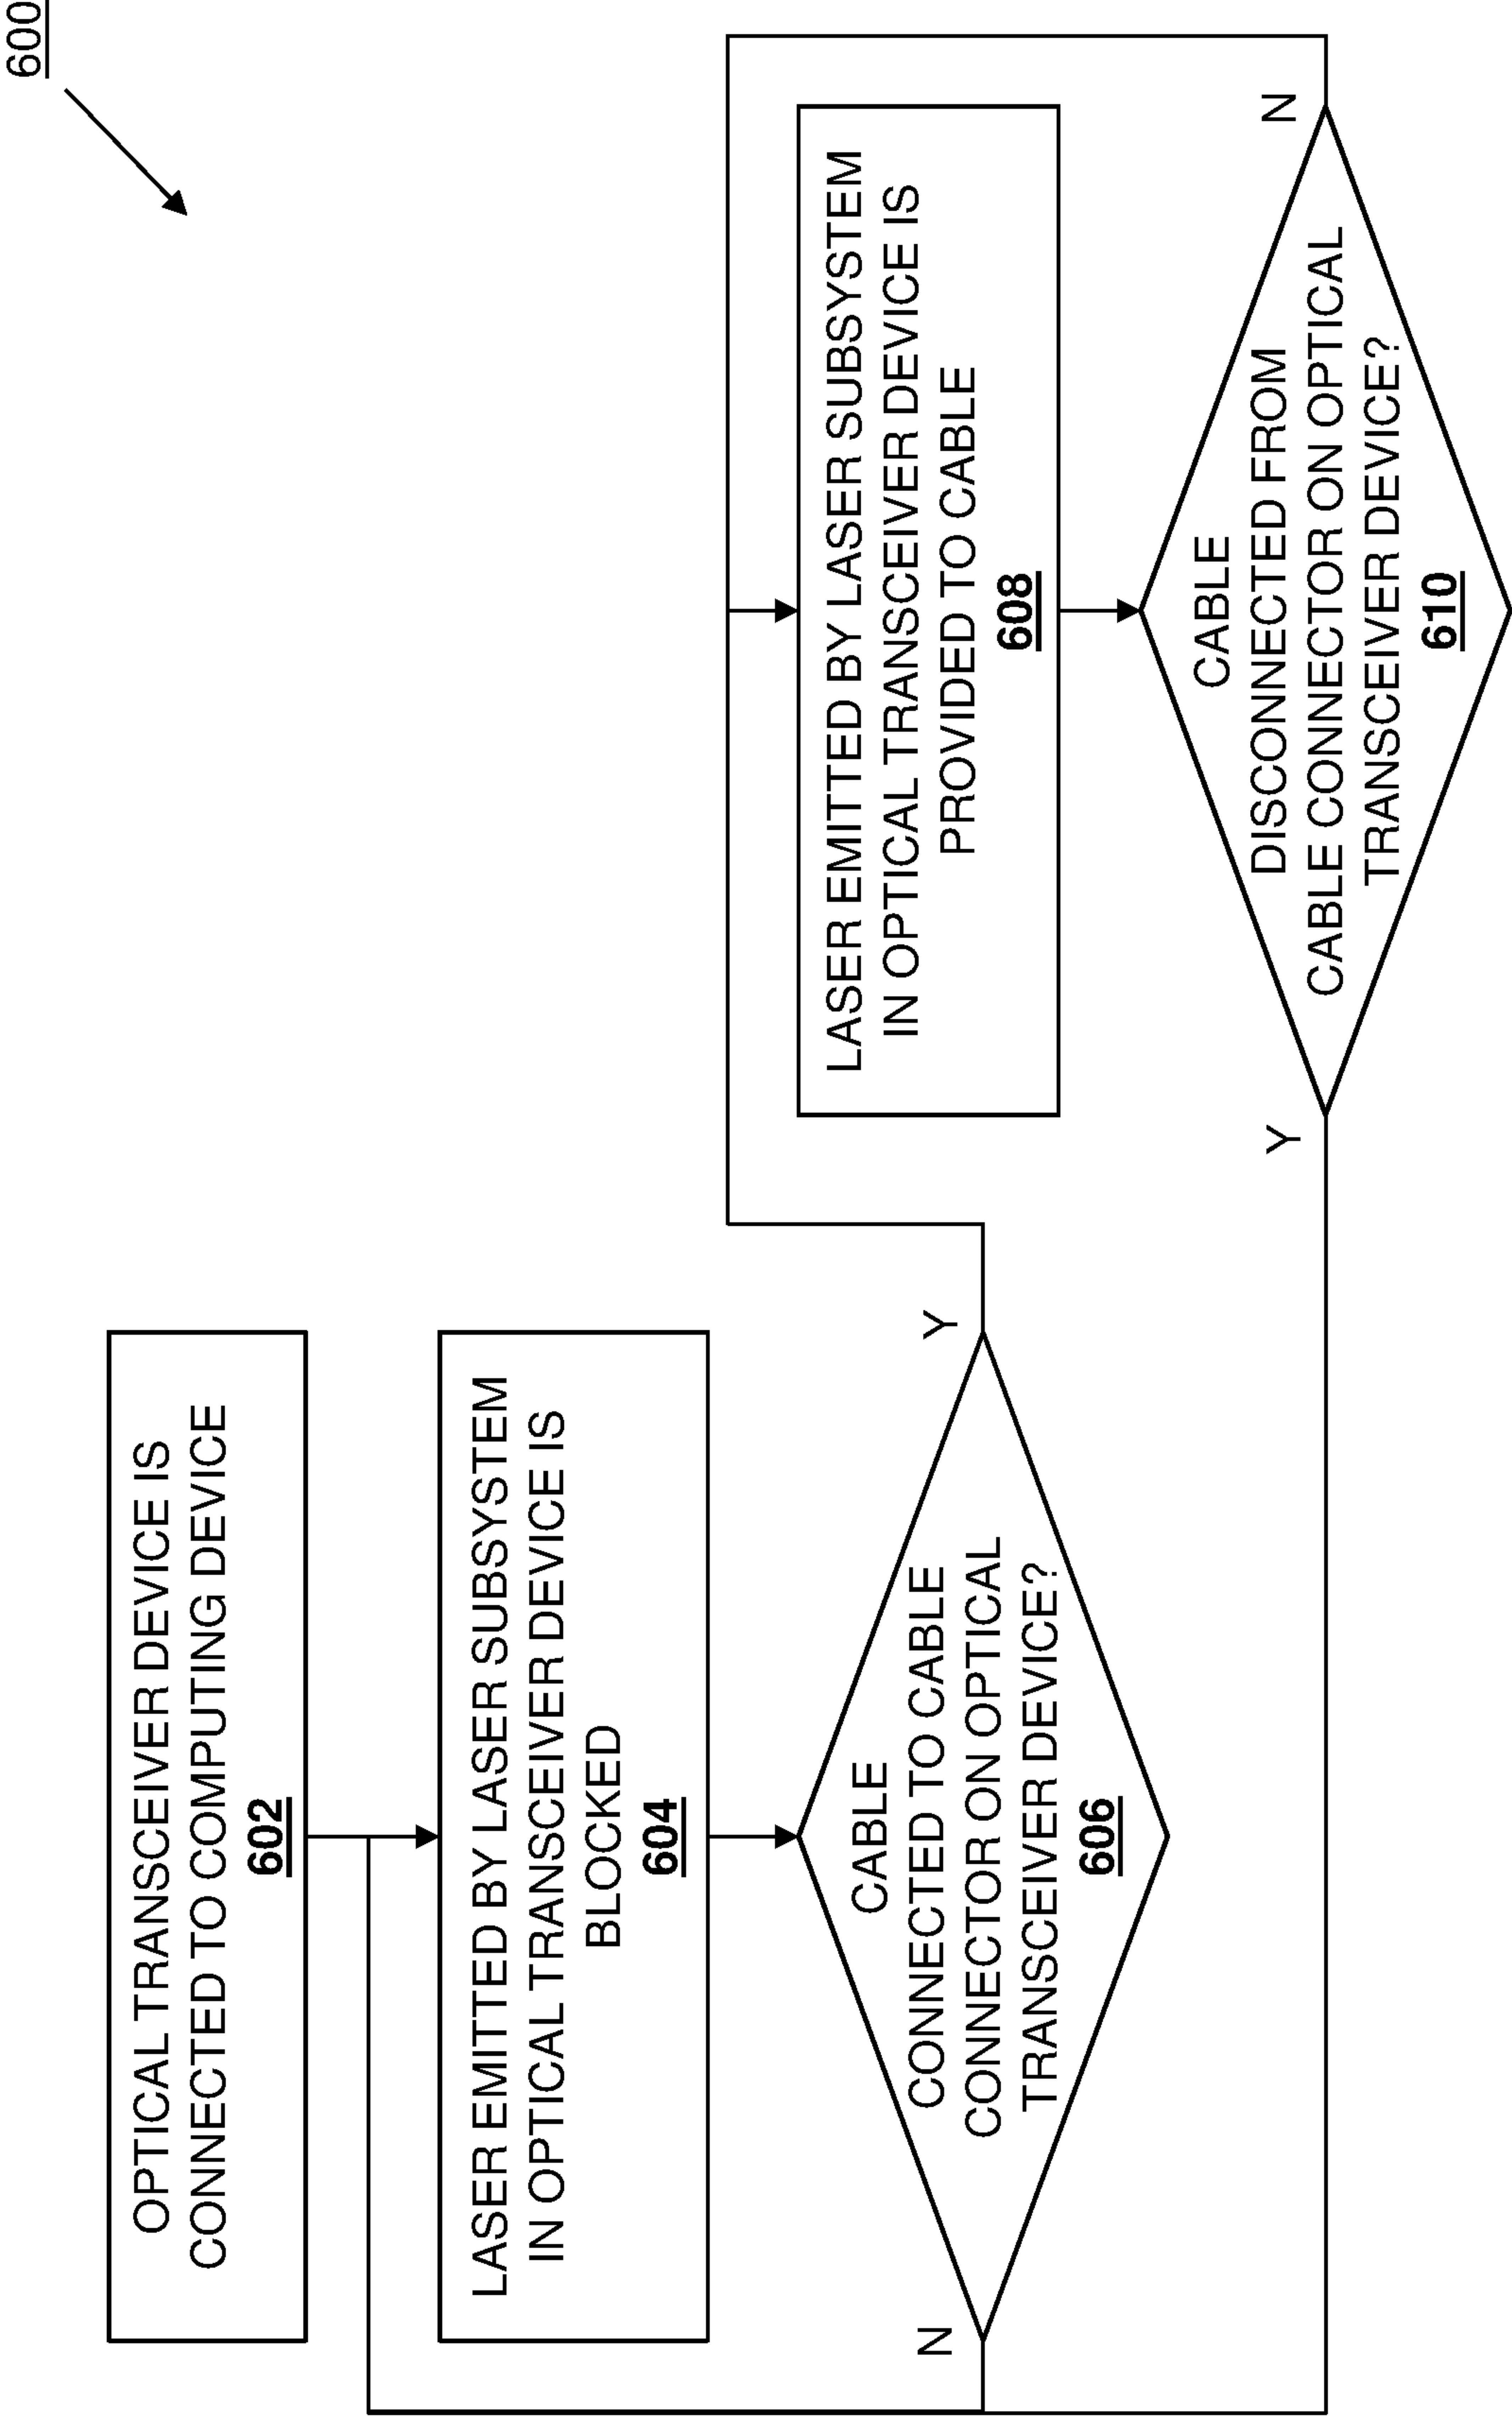 600
OPTICAL TRANSCEIVER DEVICE IS
CONNECTED TO COMPUTING DEVICE
602
LASER EMITTED BY LASER SUBSYSTEM
IN OPTICAL TRANSCEIVER DEVICE IS
BLOCKED
604
CABLE
CONNECTED TO CABLE
CONNECTOR ON OPTICAL
TRANSCEIVER DEVICE?
606
N
Y
LASER EMITTED BY LASER SUBSYSTEM
IN OPTICAL TRANSCEIVER DEVICE IS
PROVIDED TO CABLE
608
CABLE
DISCONNECTED FROM
CABLE CONNECTOR ON OPTICAL
TRANSCEIVER DEVICE?
610
Y
N